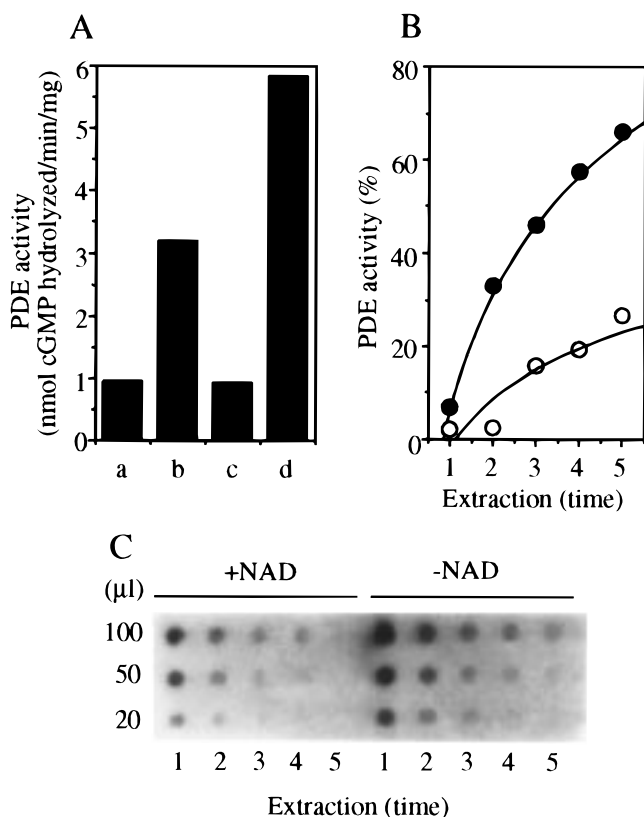 A
PDE activity
(nmol cGMP hydrolyzed/min/mg)
6
5
4
3
2
1
0
a b c d
B
PDE activity (%)
80
60
40
20
0
1 2 3 4 5
Extraction (time)
C
+NAD -NAD
(µl)
100
50
20
1 2 3 4 5 1 2 3 4 5
Extraction (time)